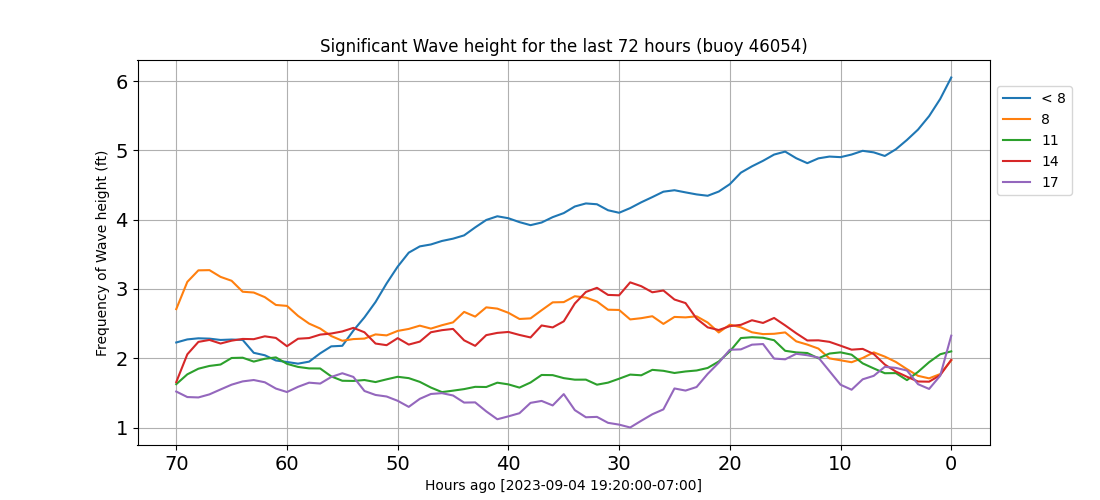 Significant Wave height for the last 72 hours (buoy 46054)
Frequency of Wave height (ft)
6
5
4
3
2
1
70 60 50 40 30 20 10 0
Hours ago [2023-09-04 19:20:00-07:00]
< 8
8
11
14
17